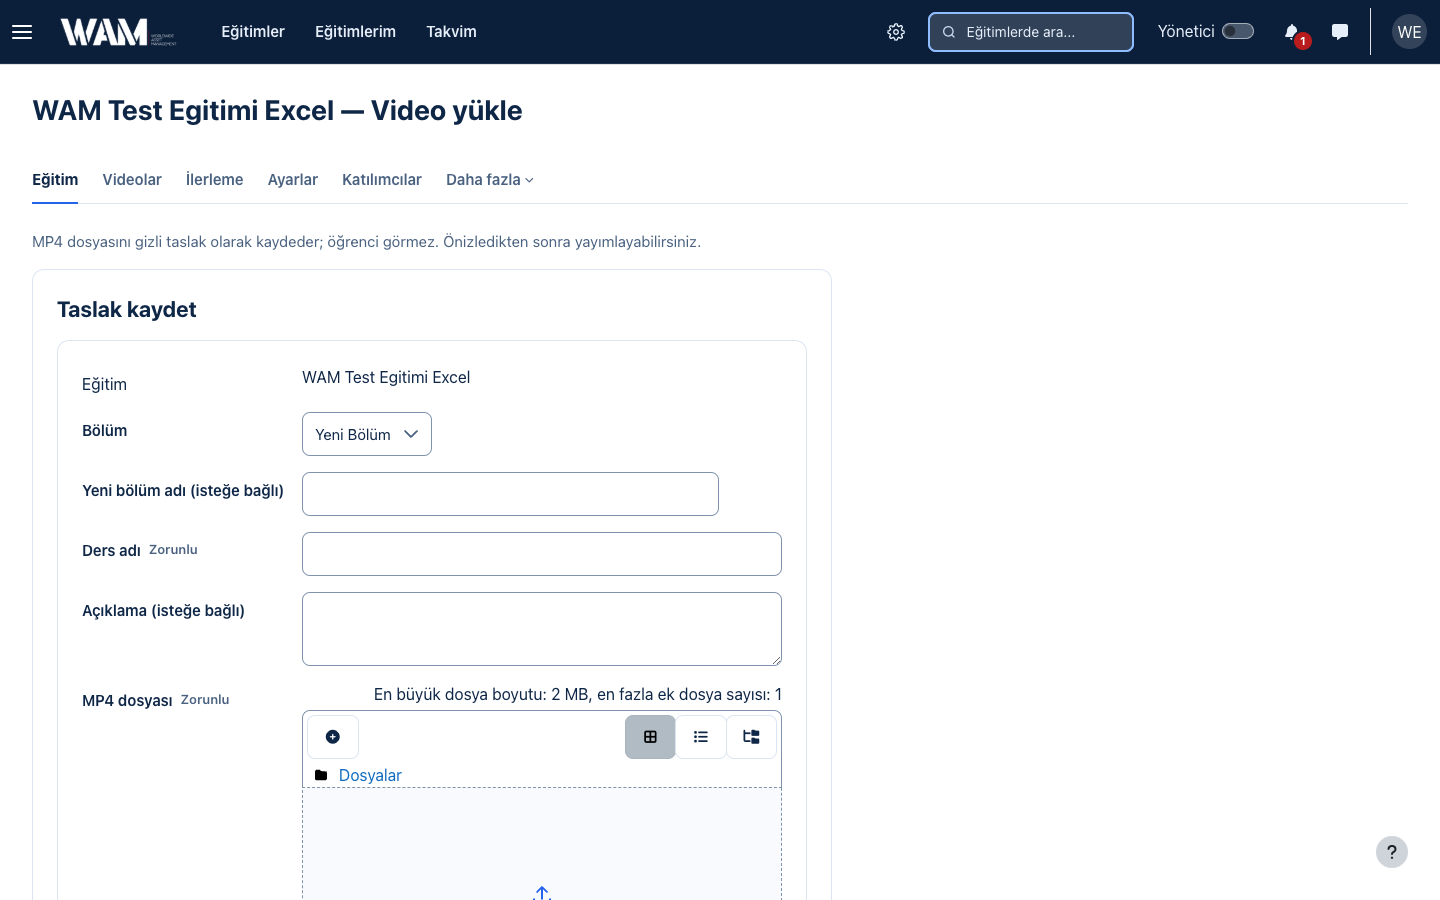 WAM WORLDWIDE ASSET MANAGEMENT
Eğitimler
Eğitimlerim
Takvim
Eğitimlerde ara...
Yönetici
1
WE
WAM Test Egitimi Excel — Video yükle
Eğitim
Videolar
İlerleme
Ayarlar
Katılımcılar
Daha fazla
MP4 dosyasını gizli taslak olarak kaydeder; öğrenci görmez. Önizledikten sonra yayımlayabilirsiniz.
Taslak kaydet
Eğitim
WAM Test Egitimi Excel
Bölüm
Yeni Bölüm
Yeni bölüm adı (isteğe bağlı)
Ders adı Zorunlu
Açıklama (isteğe bağlı)
MP4 dosyası Zorunlu
En büyük dosya boyutu: 2 MB, en fazla ek dosya sayısı: 1
Dosyalar
?